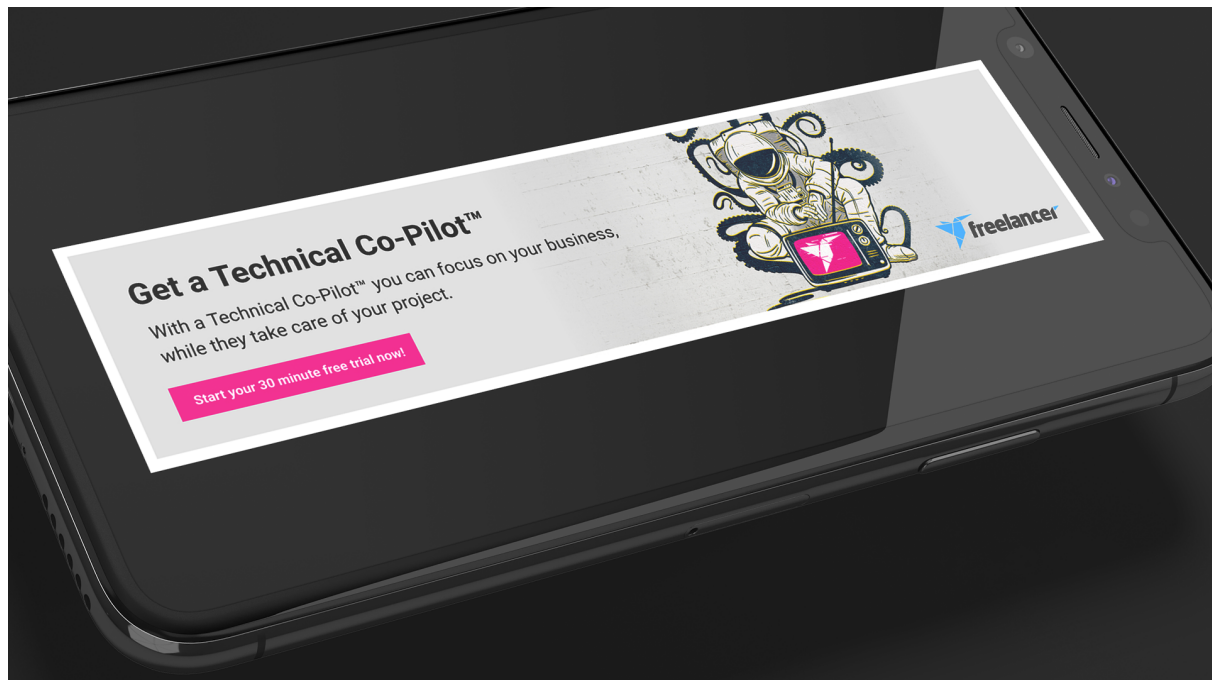 Get a Technical Co-Pilot™
With a Technical Co-Pilot™ you can focus on your business,
while they take care of your project.
Start your 30 minute free trial now!
freelancer